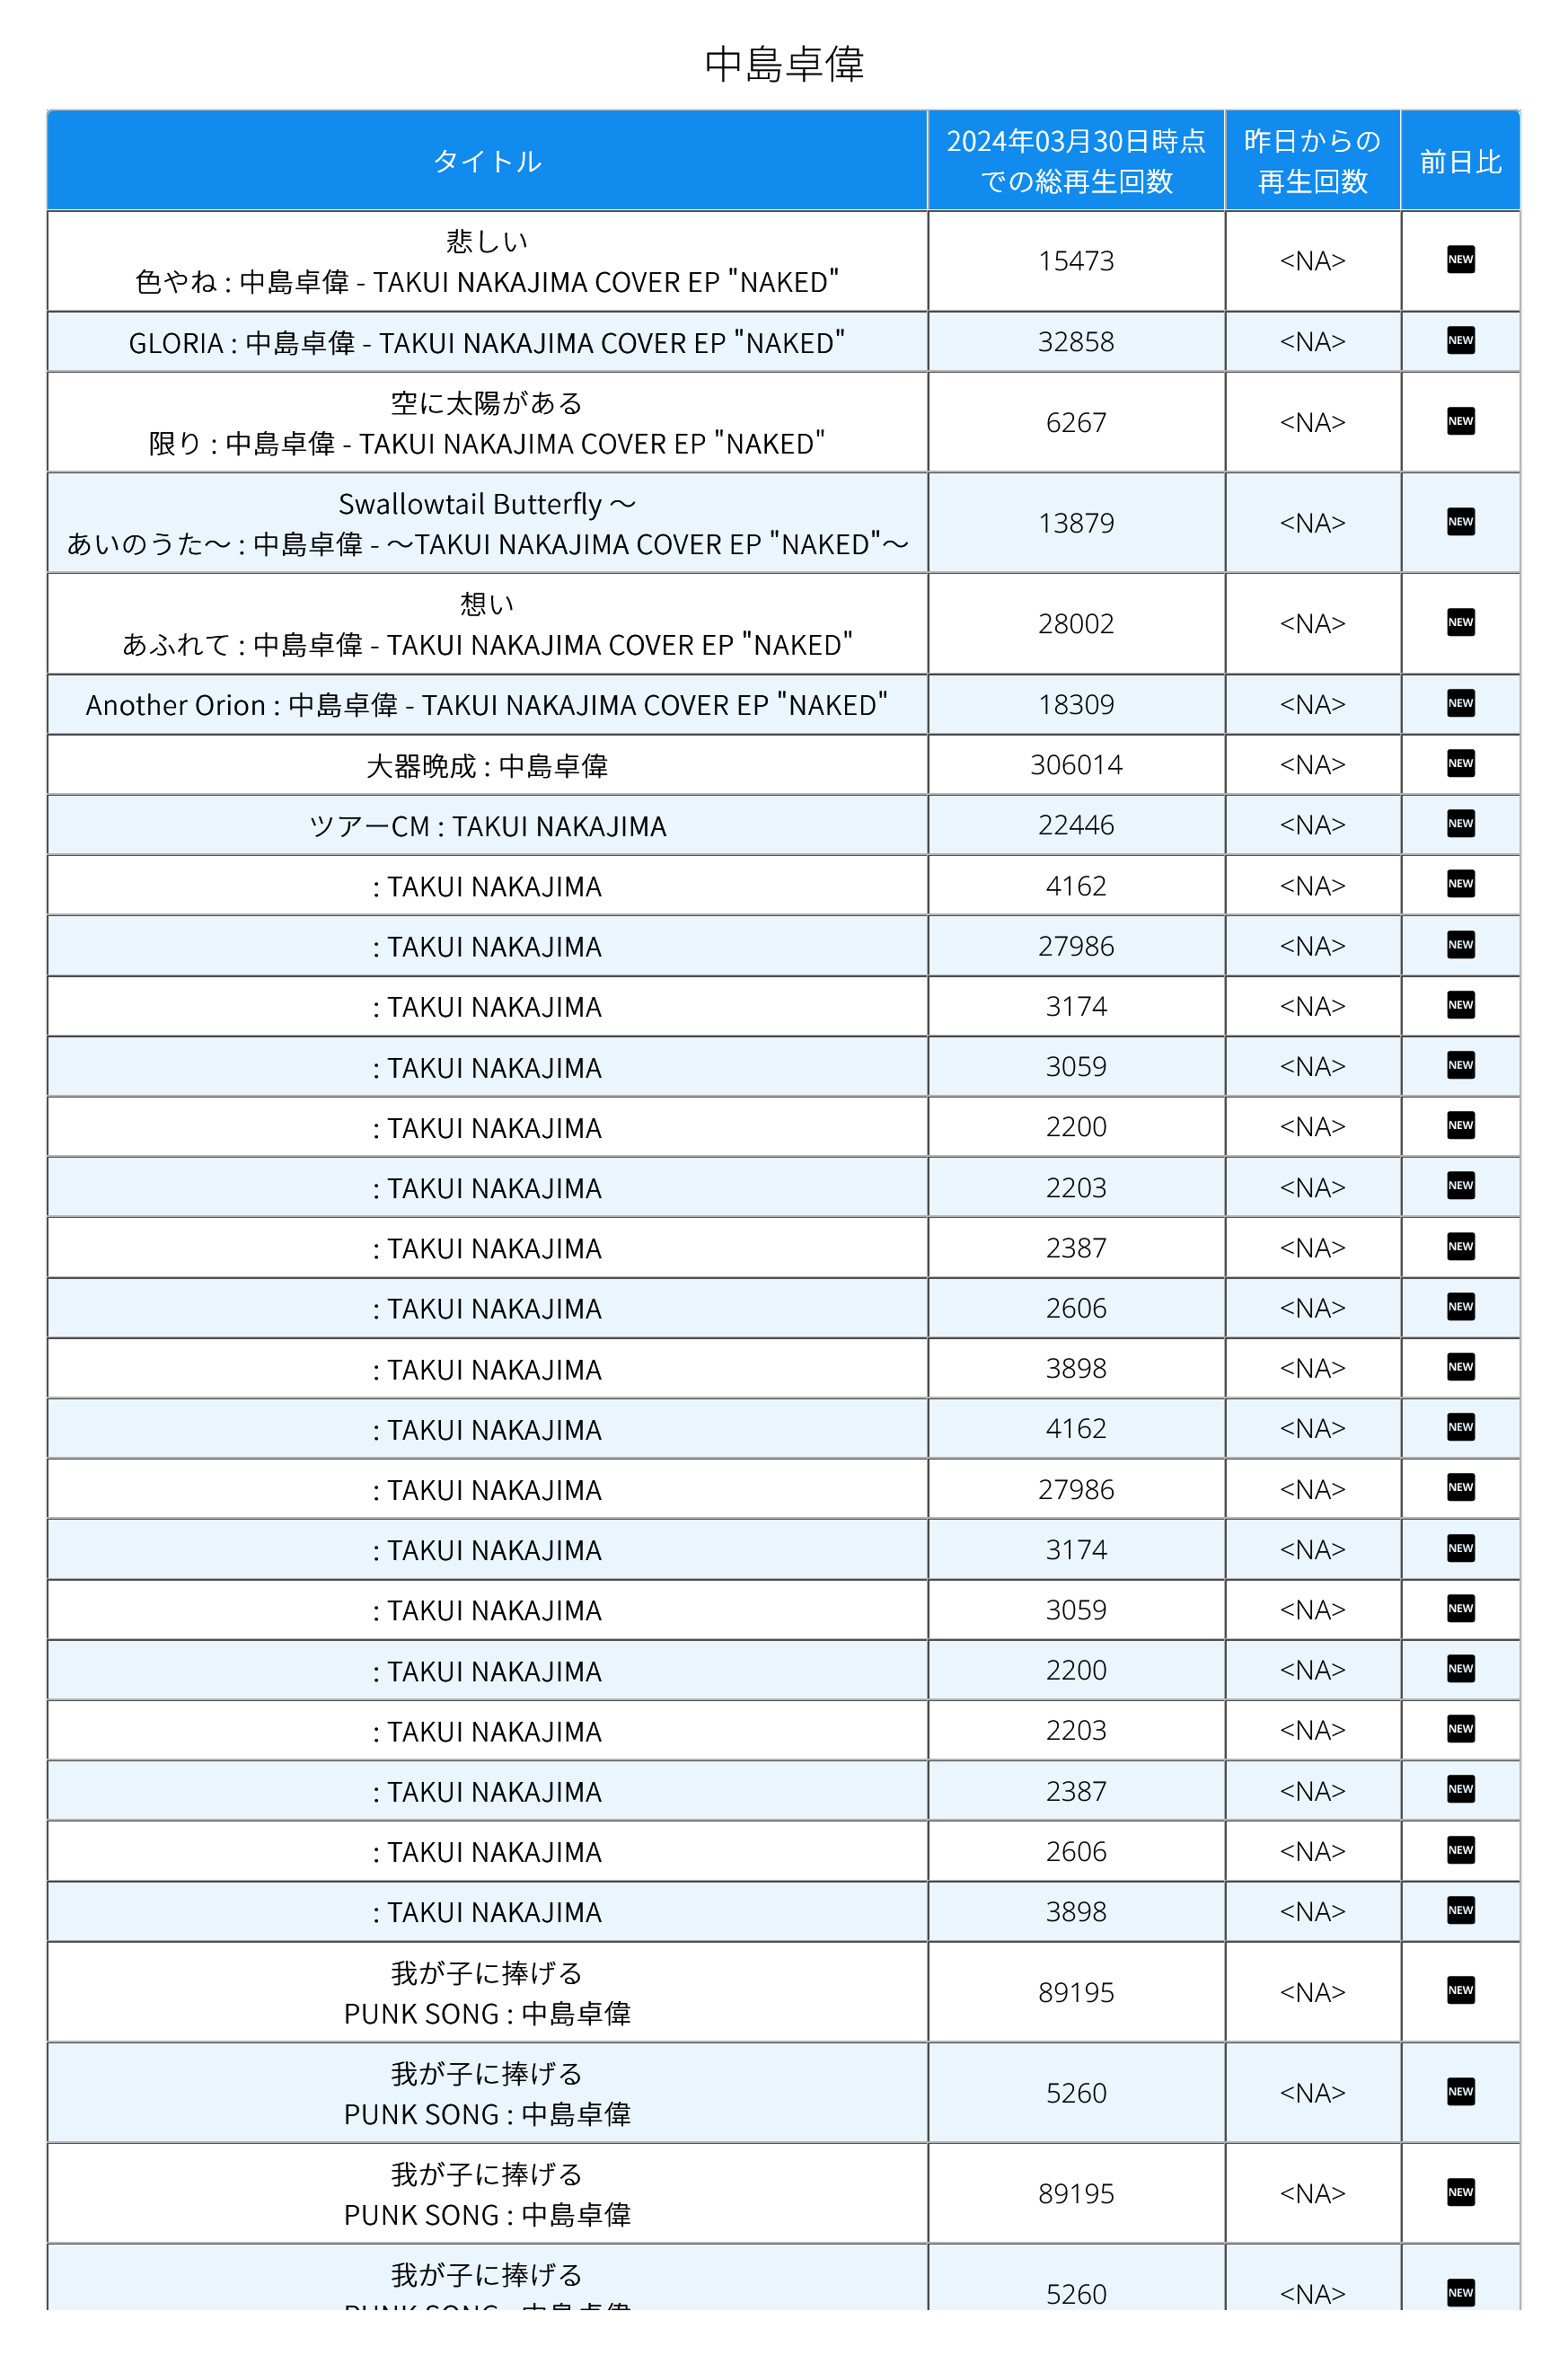 中島卓偉
タイトル
2024年03月30日時点
での総再生回数
昨日からの
再生回数
前日比
悲しい
色やね : 中島卓偉 - TAKUI NAKAJIMA COVER EP "NAKED"
15473
<NA>
NEW
GLORIA : 中島卓偉 - TAKUI NAKAJIMA COVER EP "NAKED"
32858
<NA>
NEW
空に太陽がある
限り : 中島卓偉 - TAKUI NAKAJIMA COVER EP "NAKED"
6267
<NA>
NEW
Swallowtail Butterfly ～
あいのうた～ : 中島卓偉 - ～TAKUI NAKAJIMA COVER EP "NAKED"～
13879
<NA>
NEW
想い
あふれて : 中島卓偉 - TAKUI NAKAJIMA COVER EP "NAKED"
28002
<NA>
NEW
Another Orion : 中島卓偉 - TAKUI NAKAJIMA COVER EP "NAKED"
18309
<NA>
NEW
大器晩成 : 中島卓偉
306014
<NA>
NEW
ツアーCM : TAKUI NAKAJIMA
22446
<NA>
NEW
: TAKUI NAKAJIMA
4162
<NA>
NEW
: TAKUI NAKAJIMA
27986
<NA>
NEW
: TAKUI NAKAJIMA
3174
<NA>
NEW
: TAKUI NAKAJIMA
3059
<NA>
NEW
: TAKUI NAKAJIMA
2200
<NA>
NEW
: TAKUI NAKAJIMA
2203
<NA>
NEW
: TAKUI NAKAJIMA
2387
<NA>
NEW
: TAKUI NAKAJIMA
2606
<NA>
NEW
: TAKUI NAKAJIMA
3898
<NA>
NEW
: TAKUI NAKAJIMA
4162
<NA>
NEW
: TAKUI NAKAJIMA
27986
<NA>
NEW
: TAKUI NAKAJIMA
3174
<NA>
NEW
: TAKUI NAKAJIMA
3059
<NA>
NEW
: TAKUI NAKAJIMA
2200
<NA>
NEW
: TAKUI NAKAJIMA
2203
<NA>
NEW
: TAKUI NAKAJIMA
2387
<NA>
NEW
: TAKUI NAKAJIMA
2606
<NA>
NEW
: TAKUI NAKAJIMA
3898
<NA>
NEW
我が子に捧げる
PUNK SONG : 中島卓偉
89195
<NA>
NEW
我が子に捧げる
PUNK SONG : 中島卓偉
5260
<NA>
NEW
我が子に捧げる
PUNK SONG : 中島卓偉
89195
<NA>
NEW
我が子に捧げる
5260
<NA>
NEW